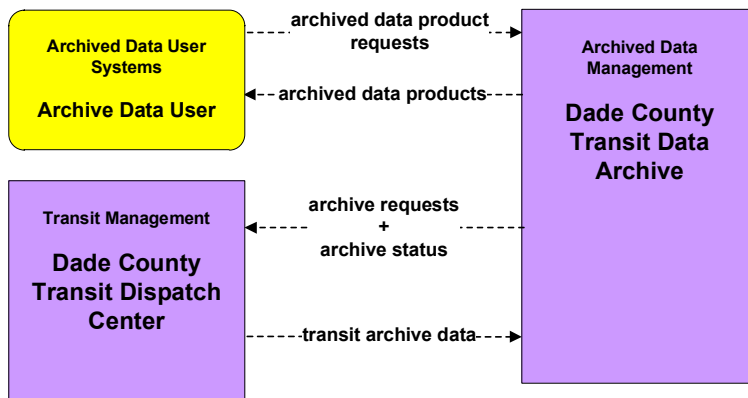 Archived Data User
Systems
Archive Data User
archived data product
requests
archived data products
Archived Data
Management
Dade County
Transit Data
Archive
Transit Management
Dade County
Transit Dispatch
Center
archive requests
+
archive status
transit archive data